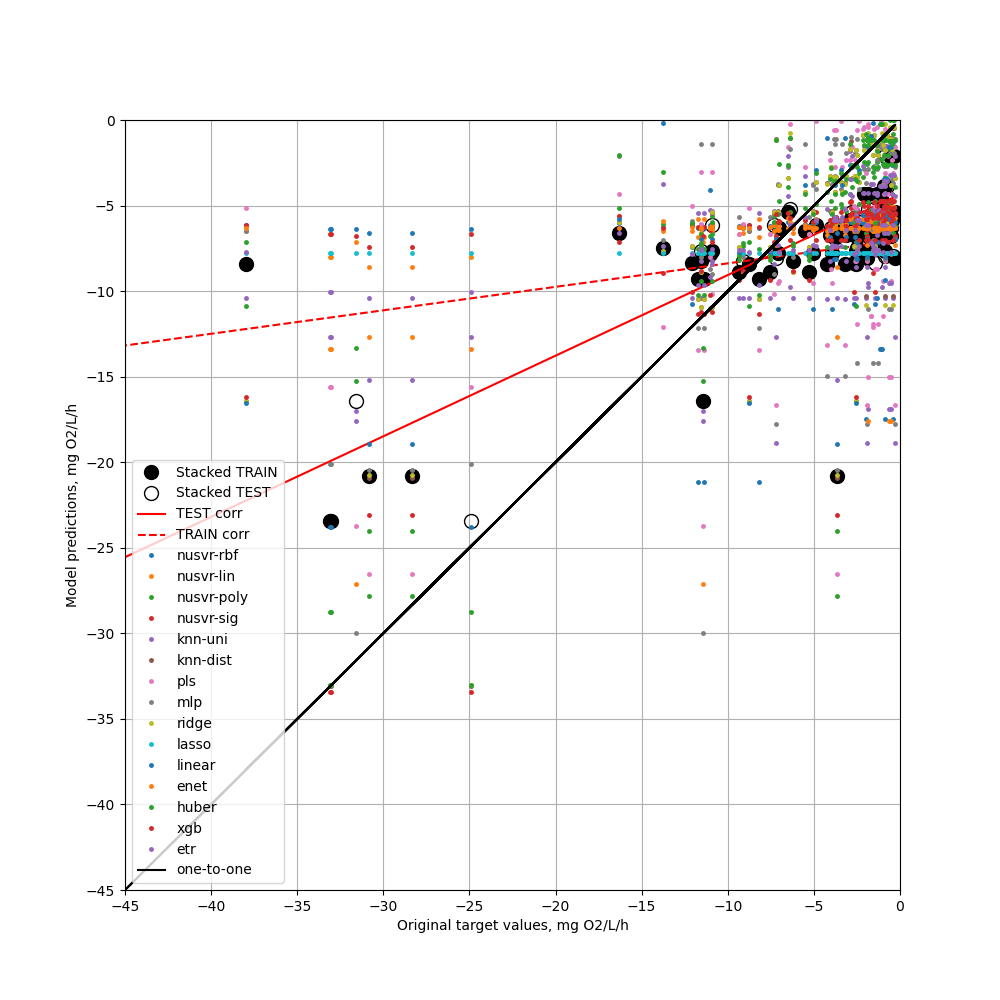 0
−5
−10
−15
−20
−25
−30
−35
−40
−45
Model predictions, mg O2/L/h
Stacked TRAIN
Stacked TEST
TEST corr
TRAIN corr
nusvr-rbf
nusvr-lin
nusvr-poly
nusvr-sig
knn-uni
knn-dist
pls
mlp
ridge
lasso
linear
enet
huber
xgb
etr
one-to-one
−45 −40 −35 −30 −25 −20 −15 −10 −5 0
Original target values, mg O2/L/h